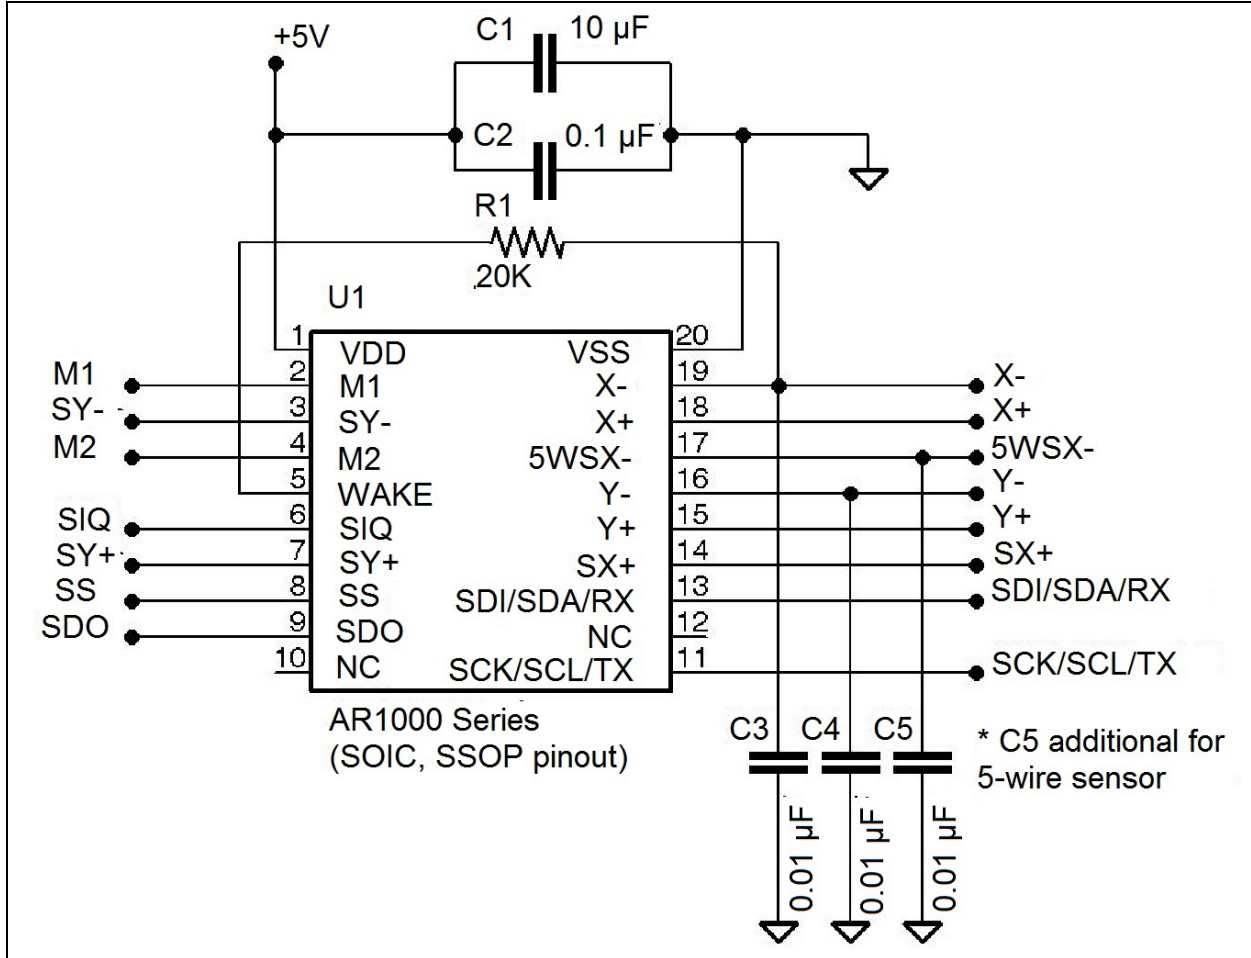 +5V
C1 10 µF
C2 0.1 µF
R1
20K
U1
1 VDD VSS 20
M1 2 M1 X- 19 X-
SY- 3 SY- X+ 18 X+
M2 4 M2 5WSX- 17 5WSX-
5 WAKE Y- 16 Y-
SIQ 6 SIQ Y+ 15 Y+
SY+ 7 SY+ SX+ 14 SX+
SS 8 SS SDI/SDA/RX 13 SDI/SDA/RX
SDO 9 SDO NC 12
10 NC SCK/SCL/TX 11 SCK/SCL/TX
AR1000 Series
(SOIC, SSOP pinout)
C3 C4 C5
* C5 additional for
5-wire sensor
0.01 µF
0.01 µF
0.01 µF